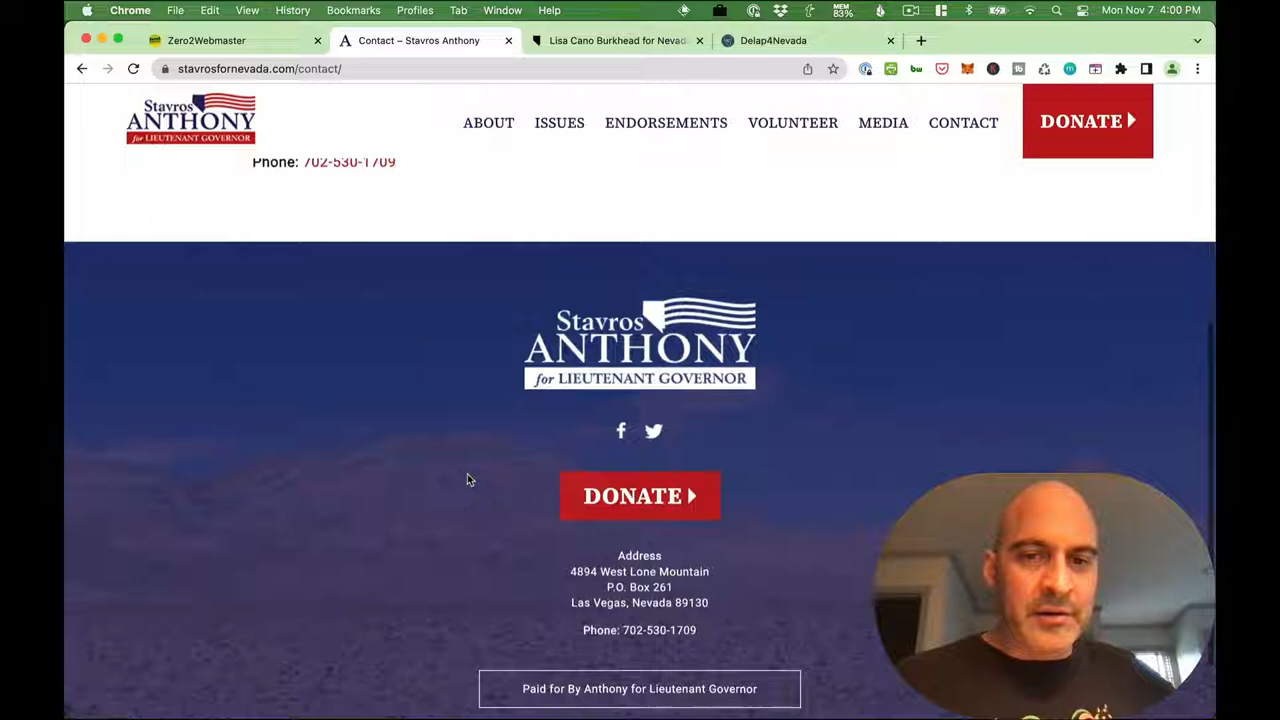 Chrome File Edit View History Bookmarks Profiles Tab Window Help MEM 83% Mon Nov 7 4:00 PM
Zero2Webmaster Contact – Stavros Anthony Lisa Cano Burkhead for Nevad Delap4Nevada
stavrosfornevada.com/contact/
Stavros
ANTHONY
for LIEUTENANT GOVERNOR
ABOUT ISSUES ENDORSEMENTS VOLUNTEER MEDIA CONTACT DONATE
Phone: 702-530-1709
Stavros
ANTHONY
for LIEUTENANT GOVERNOR
DONATE
Address
4894 West Lone Mountain
P.O. Box 261
Las Vegas, Nevada 89130
Phone: 702-530-1709
Paid for By Anthony for Lieutenant Governor